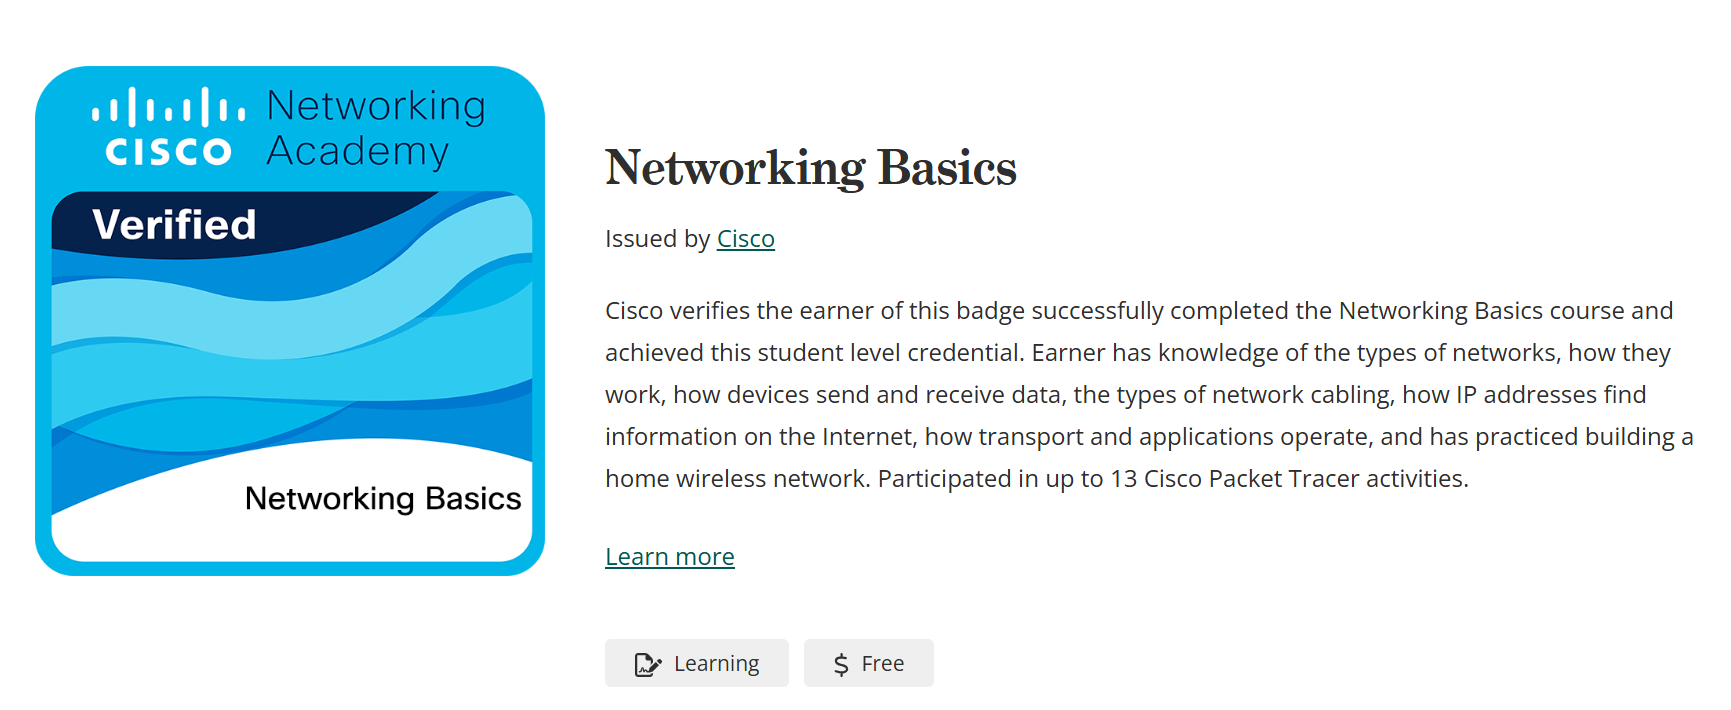 CISCO
Networking
Academy
Verified
Networking Basics
Networking Basics
Issued by Cisco
Cisco verifies the earner of this badge successfully completed the Networking Basics course and
achieved this student level credential. Earner has knowledge of the types of networks, how they
work, how devices send and receive data, the types of network cabling, how IP addresses find
information on the Internet, how transport and applications operate, and has practiced building a
home wireless network. Participated in up to 13 Cisco Packet Tracer activities.
Learn more
Learning
$ Free